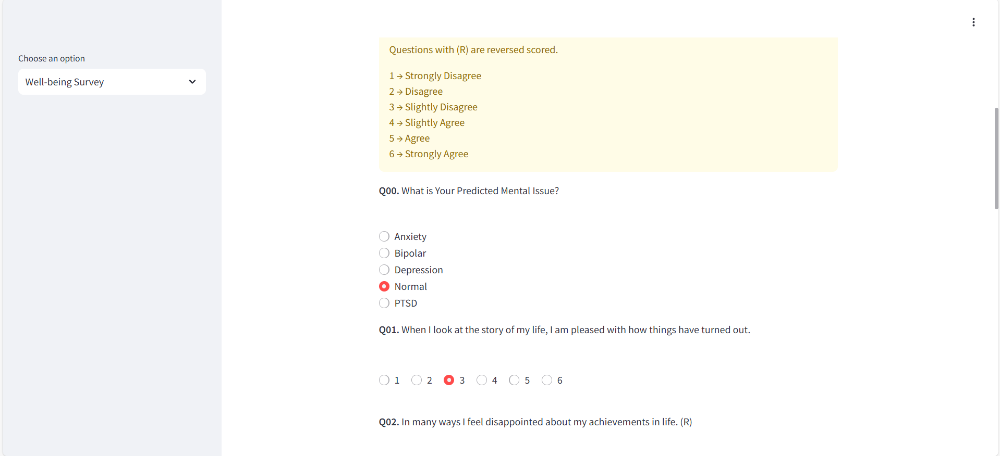 Choose an option
Well-being Survey
Questions with (R) are reversed scored.
1 → Strongly Disagree
2 → Disagree
3 → Slightly Disagree
4 → Slightly Agree
5 → Agree
6 → Strongly Agree
Q00. What is Your Predicted Mental Issue?
Anxiety
Bipolar
Depression
Normal
PTSD
Q01. When I look at the story of my life, I am pleased with how things have turned out.
1 2 3 4 5 6
Q02. In many ways I feel disappointed about my achievements in life. (R)